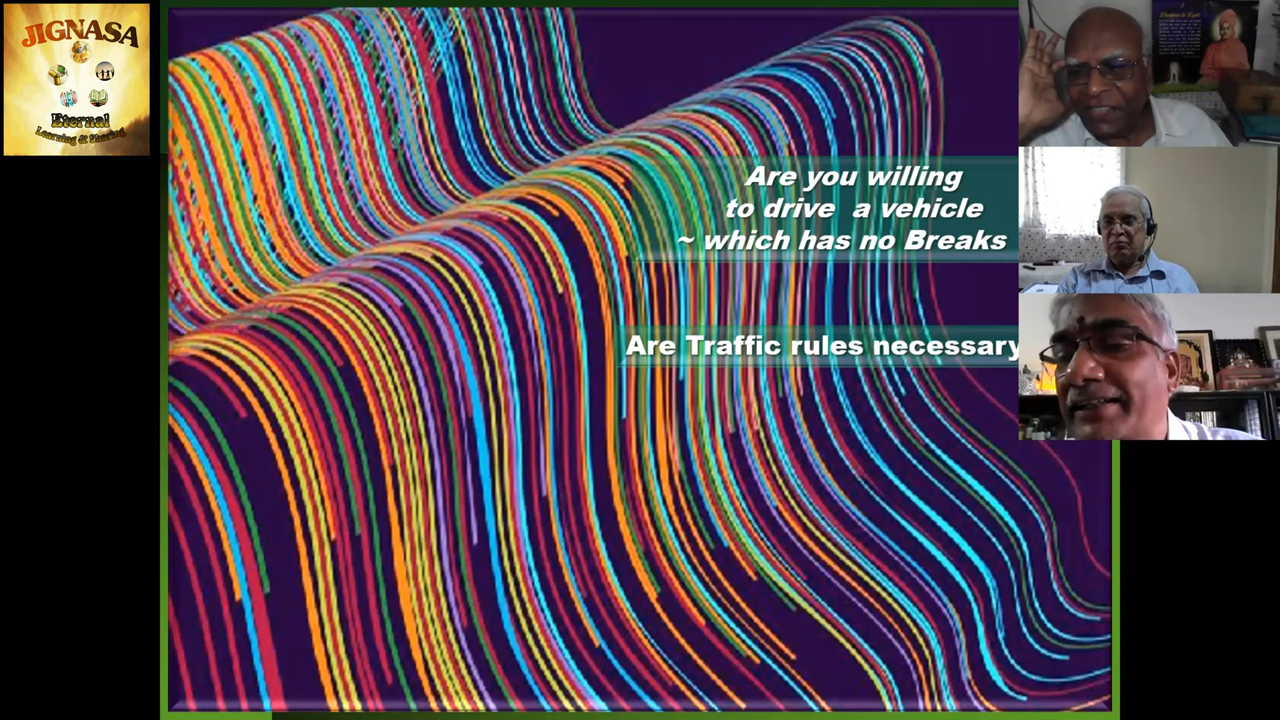 JIGNASA
Eternal
Learning & Sharing
Are you willing
to drive a vehicle
~ which has no Breaks
Are Traffic rules necessary